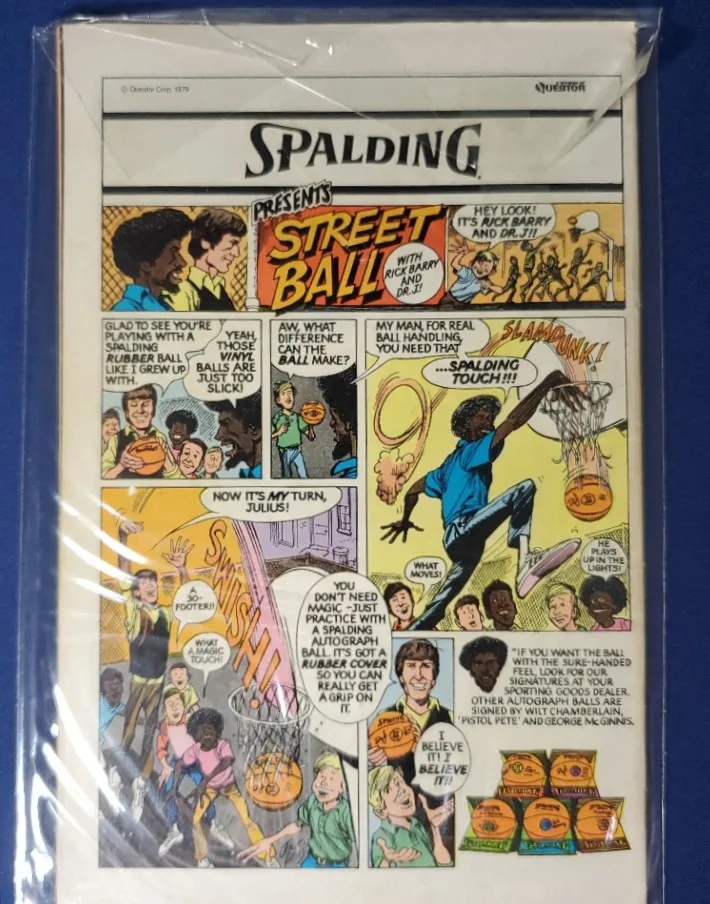 © Questor Corp. 1979
A DIVISION OF
QUESTOR
SPALDING
PRESENTS
STREET
BALL
WITH
RICK BARRY
AND
DR. J!
HEY LOOK!
IT'S RICK BARRY
AND DR. J!!
GLAD TO SEE YOU'RE
PLAYING WITH A
SPALDING
RUBBER BALL
LIKE I GREW UP
WITH.
YEAH,
THOSE
VINYL
BALLS ARE
JUST TOO
SLICK!
AW, WHAT
DIFFERENCE
CAN THE
BALL MAKE?
MY MAN, FOR REAL
BALL HANDLING,
YOU NEED THAT
...SPALDING
TOUCH!!!
SLAMDUNK!
WHAT
MOVES!
HE
PLAYS
UP IN THE
LIGHTS!
NOW IT'S MY TURN,
JULIUS!
SWISH!
A
30-
FOOTER!!
WHAT
A MAGIC
TOUCH!
YOU
DON'T NEED
MAGIC - JUST
PRACTICE WITH
A SPALDING
AUTOGRAPH
BALL. IT'S GOT A
RUBBER COVER
SO YOU CAN
REALLY GET
A GRIP ON
IT.
SPALDING
I
BELIEVE
IT! I
BELIEVE
IT!!
"IF YOU WANT THE BALL
WITH THE SURE-HANDED
FEEL, LOOK FOR OUR
SIGNATURES AT YOUR
SPORTING GOODS DEALER.
OTHER AUTOGRAPH BALLS ARE
SIGNED BY WILT CHAMBERLAIN,
'PISTOL PETE' AND GEORGE McGINNIS.